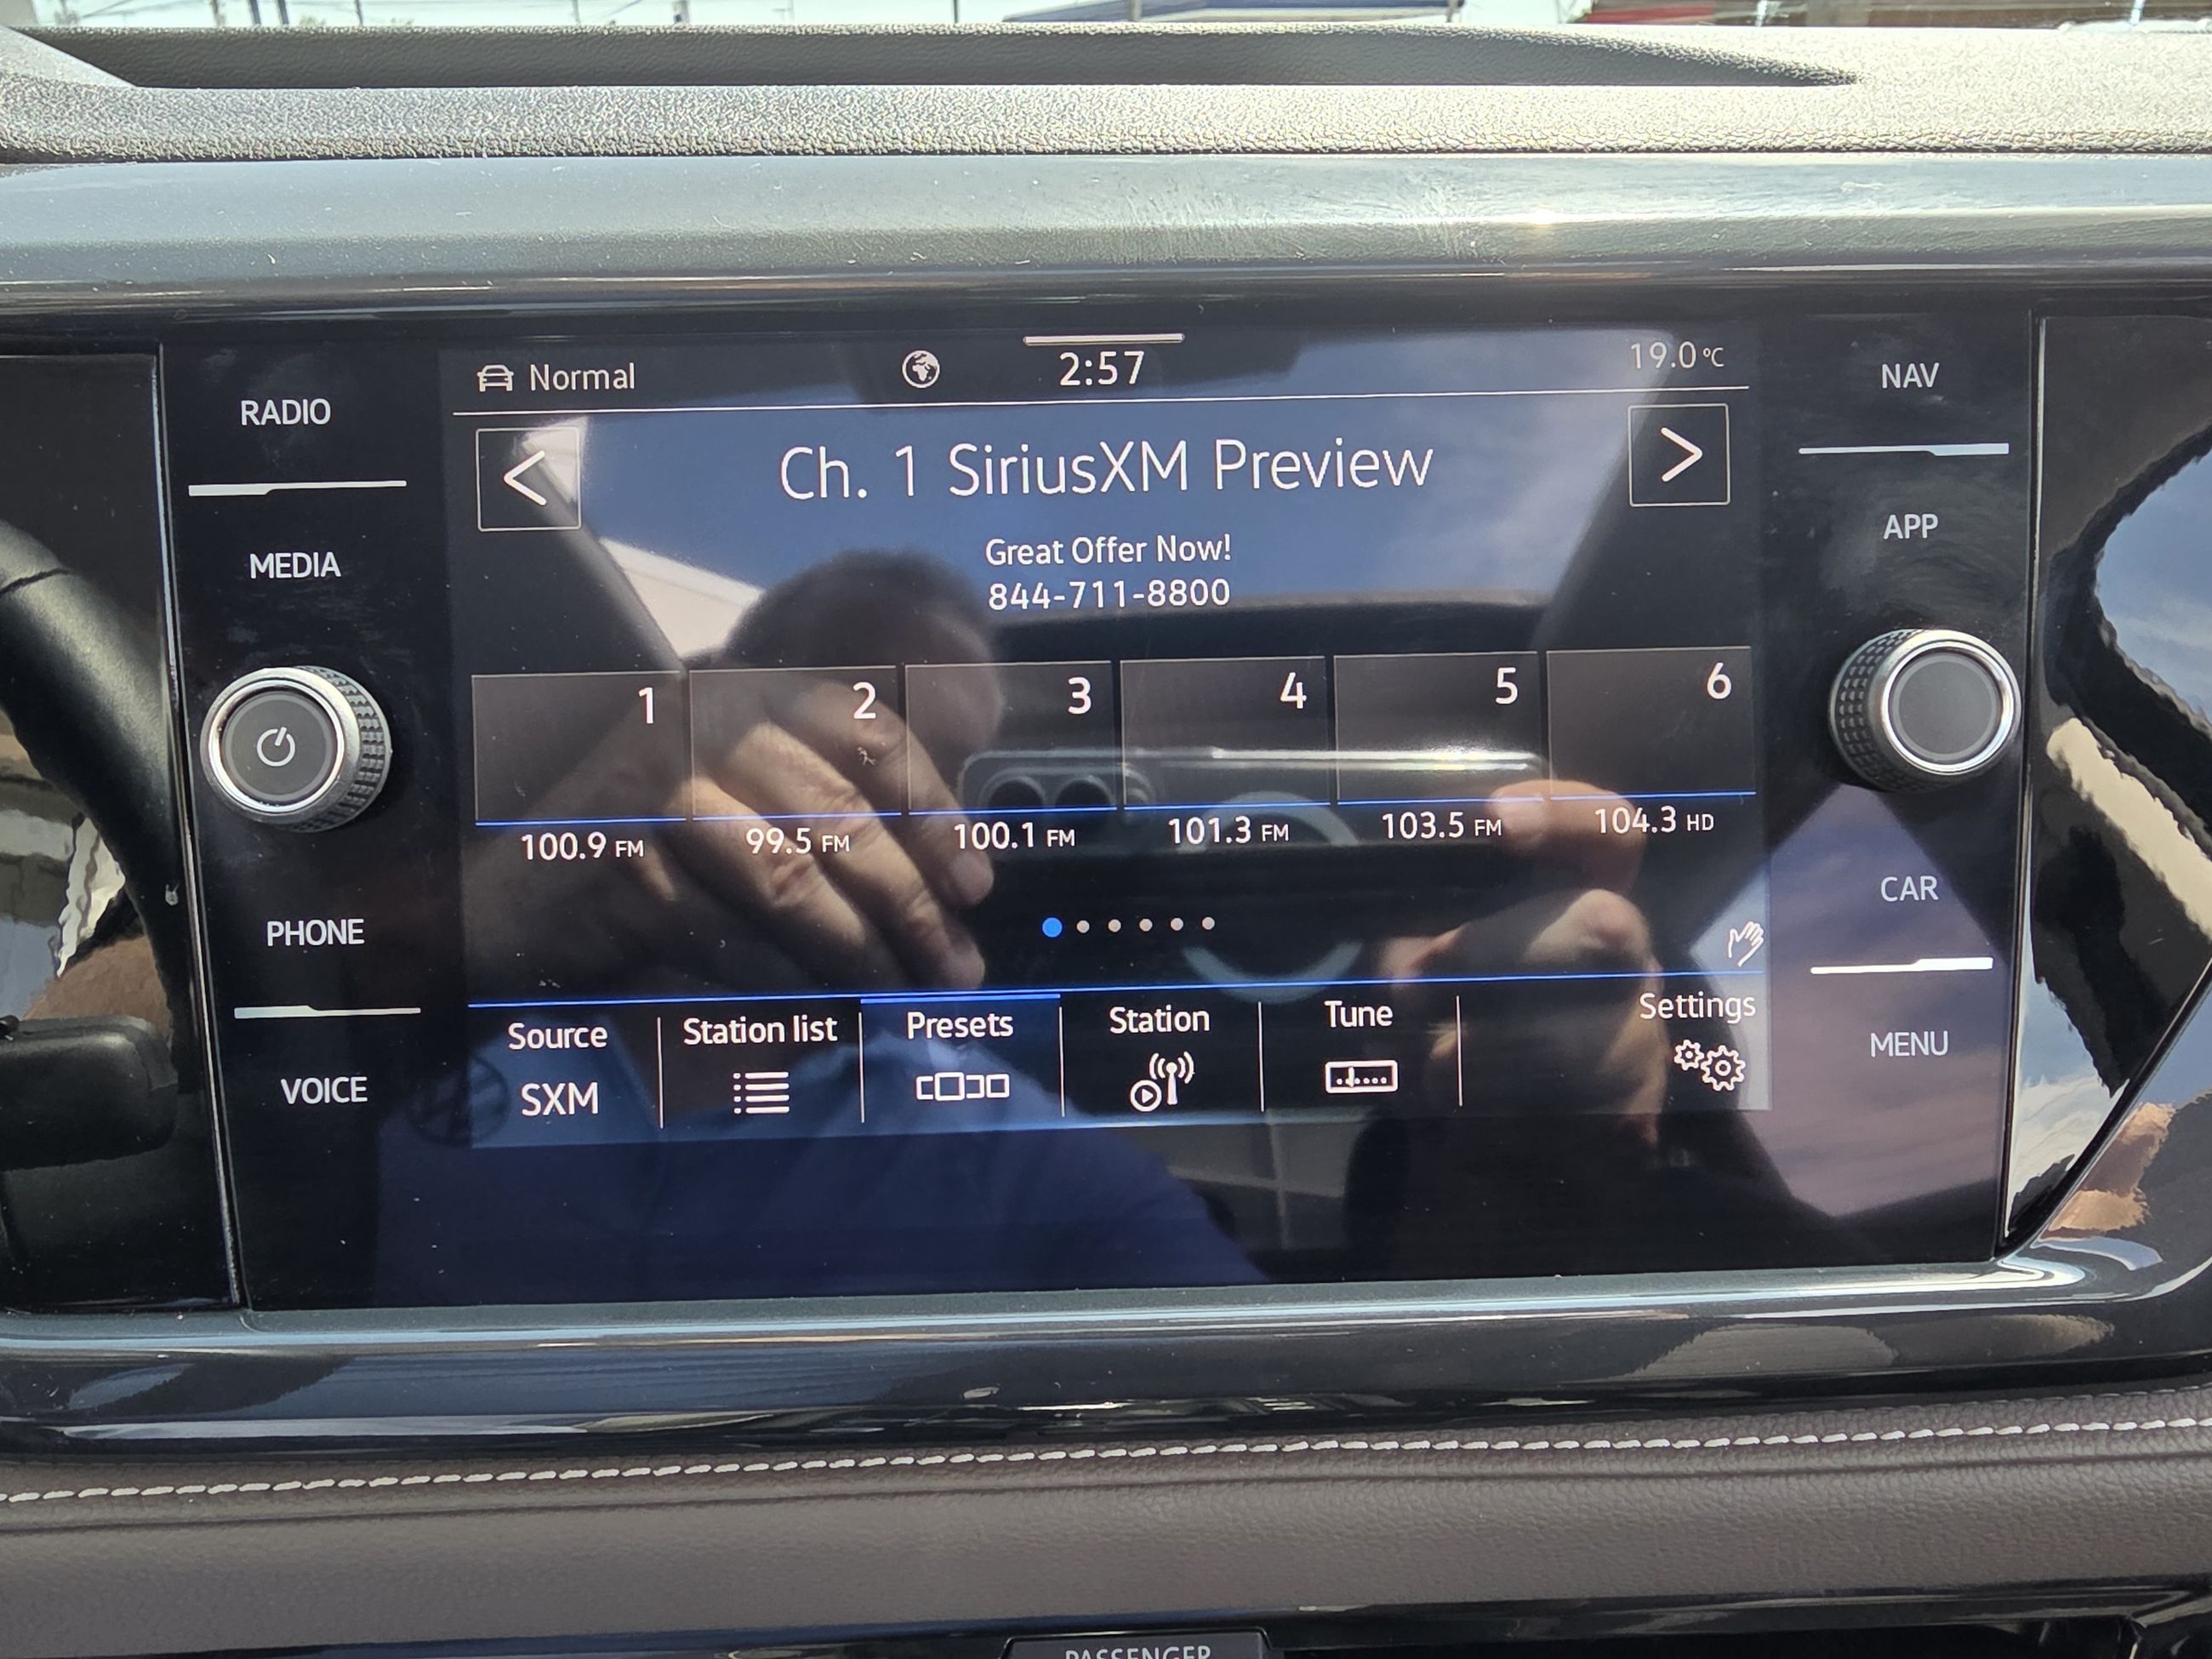 RADIO
MEDIA
PHONE
VOICE
Normal
2:57
19.0 °C
< Ch. 1 SiriusXM Preview >
Great Offer Now!
844-711-8800
1 2 3 4 5 6
100.9 FM 99.5 FM 100.1 FM 101.3 FM 103.5 FM 104.3 HD
Source Station list Presets Station Tune Settings
SXM
NAV
APP
CAR
MENU
PASSENGER